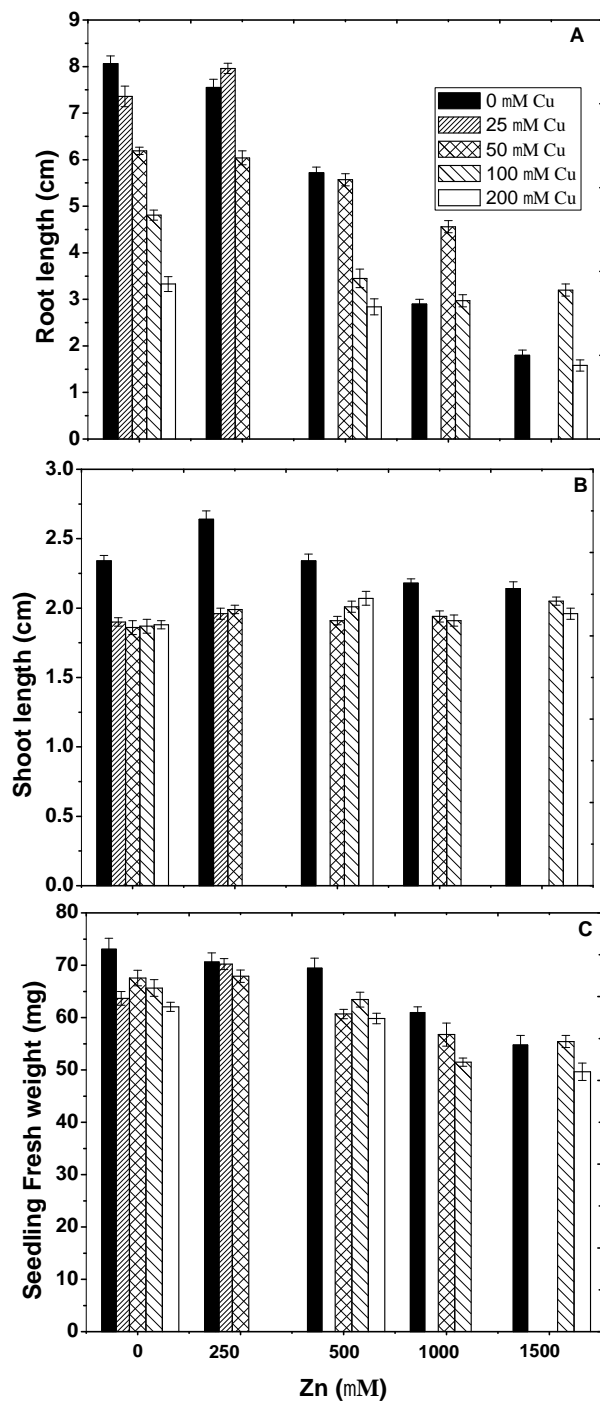 A
9
8
7
6
5
4
3
2
1
0
Root length (cm)
0 mM Cu
25 mM Cu
50 mM Cu
100 mM Cu
200 mM Cu
B
3.0
2.5
2.0
1.5
1.0
0.5
0.0
Shoot length (cm)
C
80
70
60
50
40
30
20
10
0
Seedling Fresh weight (mg)
0 250 500 1000 1500
Zn (mM)